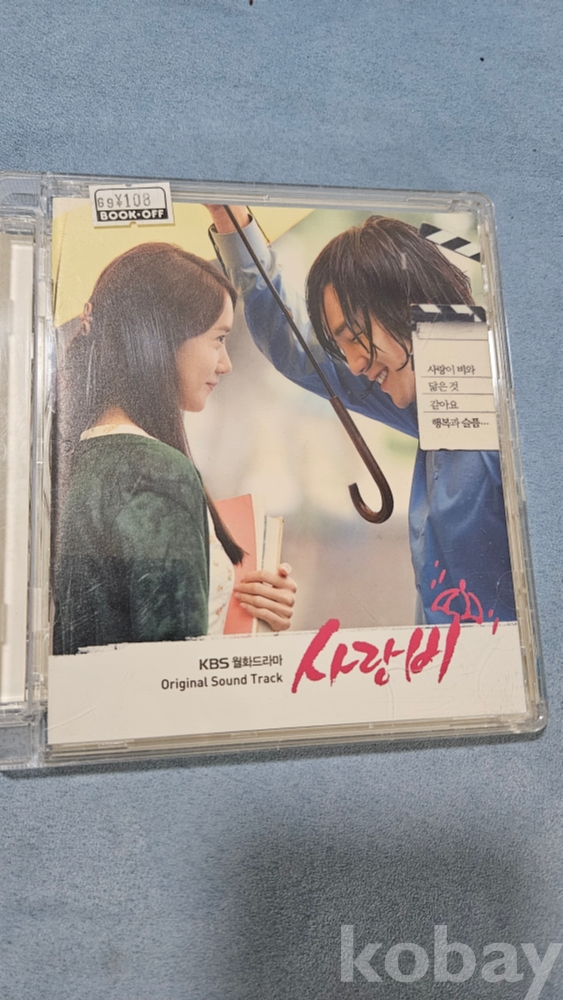 69¥108
BOOK·OFF
사랑이 비와
닮은 것
같아요
행복과 슬픔...
KBS 월화드라마
Original Sound Track
사랑비
kobay